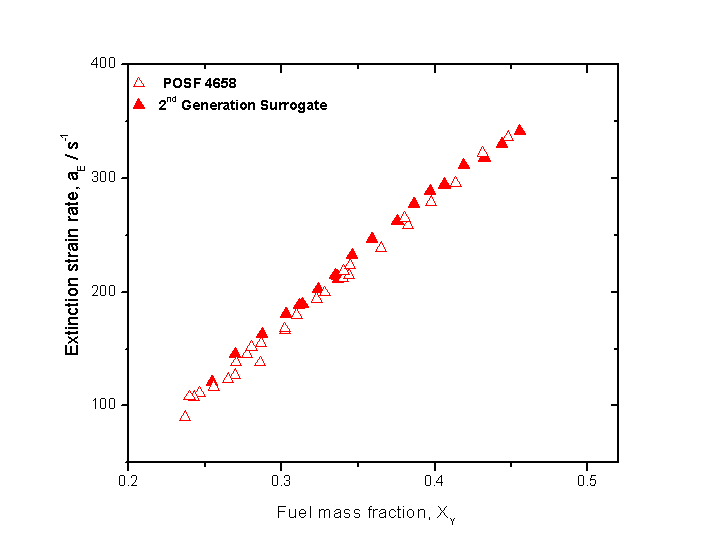 400
POSF 4658
2nd Generation Surrogate
300
200
100
Extinction strain rate, aE / s-1
0.2 0.3 0.4 0.5
Fuel mass fraction, XY